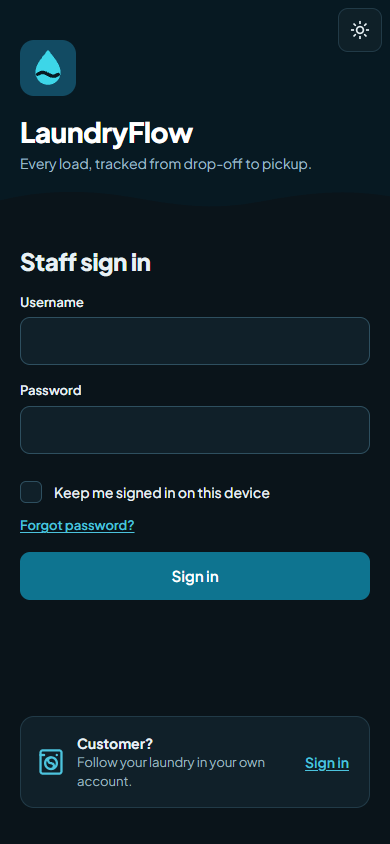 LaundryFlow
Every load, tracked from drop-off to pickup.
Staff sign in
Username
Password
Keep me signed in on this device
Forgot password?
Sign in
Customer?
Follow your laundry in your own
account.
Sign in